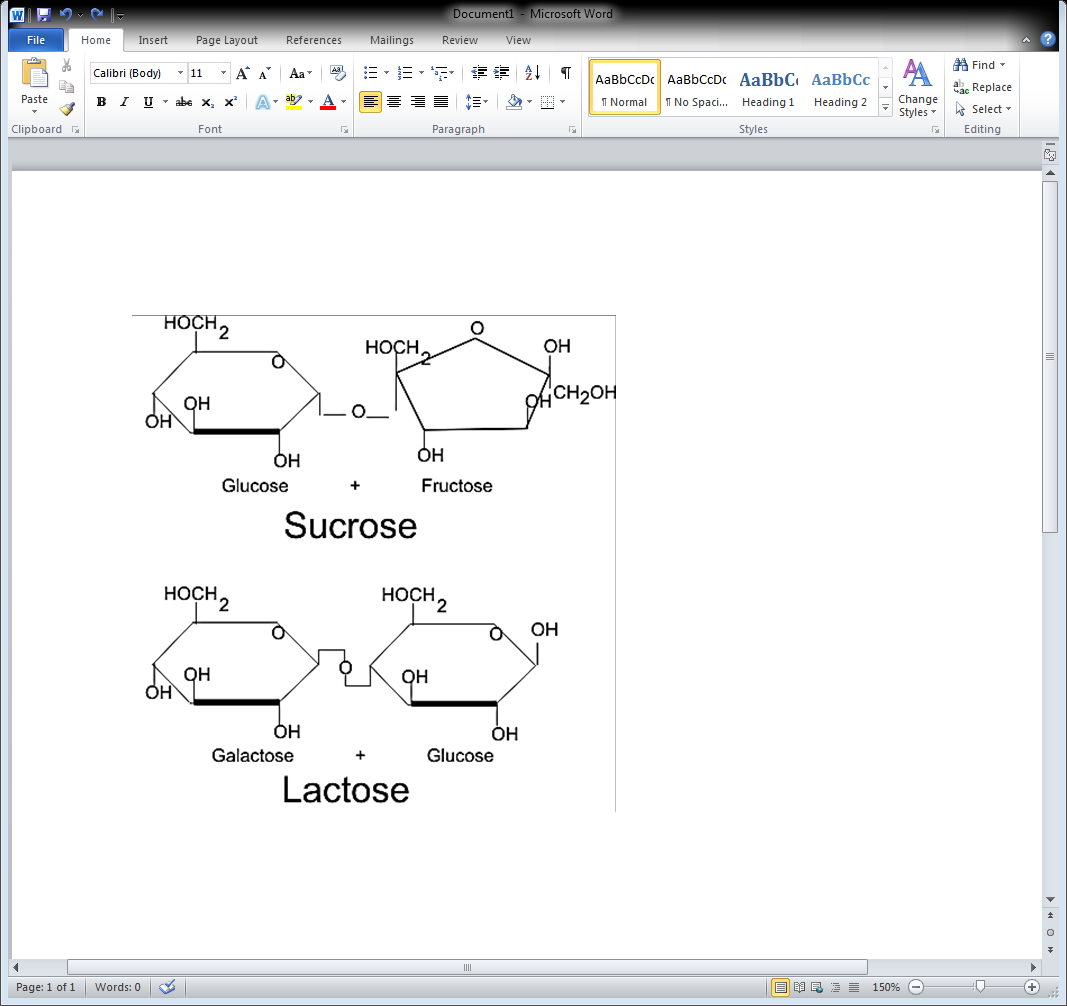 Document1 - Microsoft Word
File Home Insert Page Layout References Mailings Review View
Paste
Calibri (Body) 11
AaBbCcDc AaBbCcDc AaBbCc AaBbCc
¶ Normal ¶ No Spaci... Heading 1 Heading 2
Change Styles
Find
Replace
Select
Clipboard Font Paragraph Styles Editing
HOCH2
O
OH
OH
OH
O
HOCH2
O
OH
CH2OH
OH
OH
Glucose + Fructose
Sucrose
HOCH2
O
OH
OH
OH
O
HOCH2
O
OH
OH
OH
Galactose + Glucose
Lactose
Page: 1 of 1 Words: 0 150%